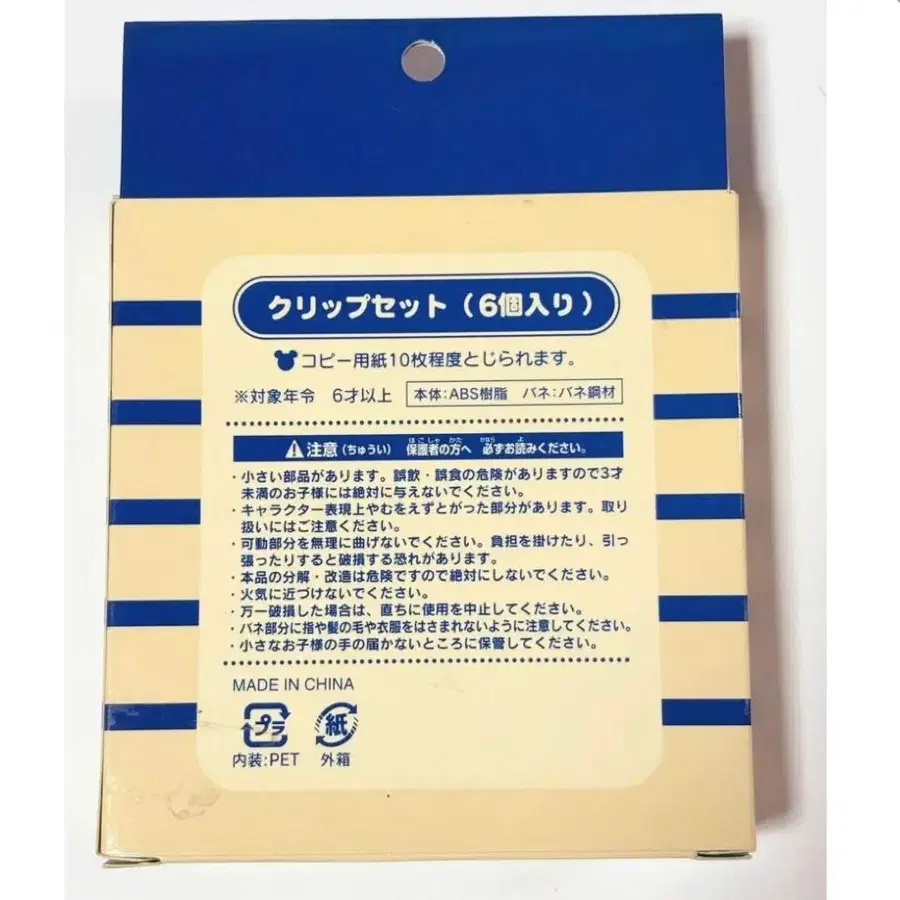 クリップセット（6個入り）
コピー用紙10枚程度とじられます。
※対象年令　6才以上　本体：ABS樹脂　バネ：バネ鋼材
注意（ちゅうい）　保護者の方へ　必ずお読みください。
・小さい部品があります。誤飲・誤食の危険がありますので3才
未満のお子様には絶対に与えないでください。
・キャラクター表現上やむをえずとがった部分があります。取り
扱いにはご注意ください。
・可動部分を無理に曲げないでください。負担を掛けたり、引っ
張ったりすると破損する恐れがあります。
・本品の分解・改造は危険ですので絶対にしないでください。
・火気に近づけないでください。
・万一破損した場合は、直ちに使用を中止してください。
・バネ部分に指や髪の毛や衣服をはさまれないように注意してください。
・小さなお子様の手の届かないところに保管してください。
MADE IN CHINA
プラ　紙
内装：PET　外箱